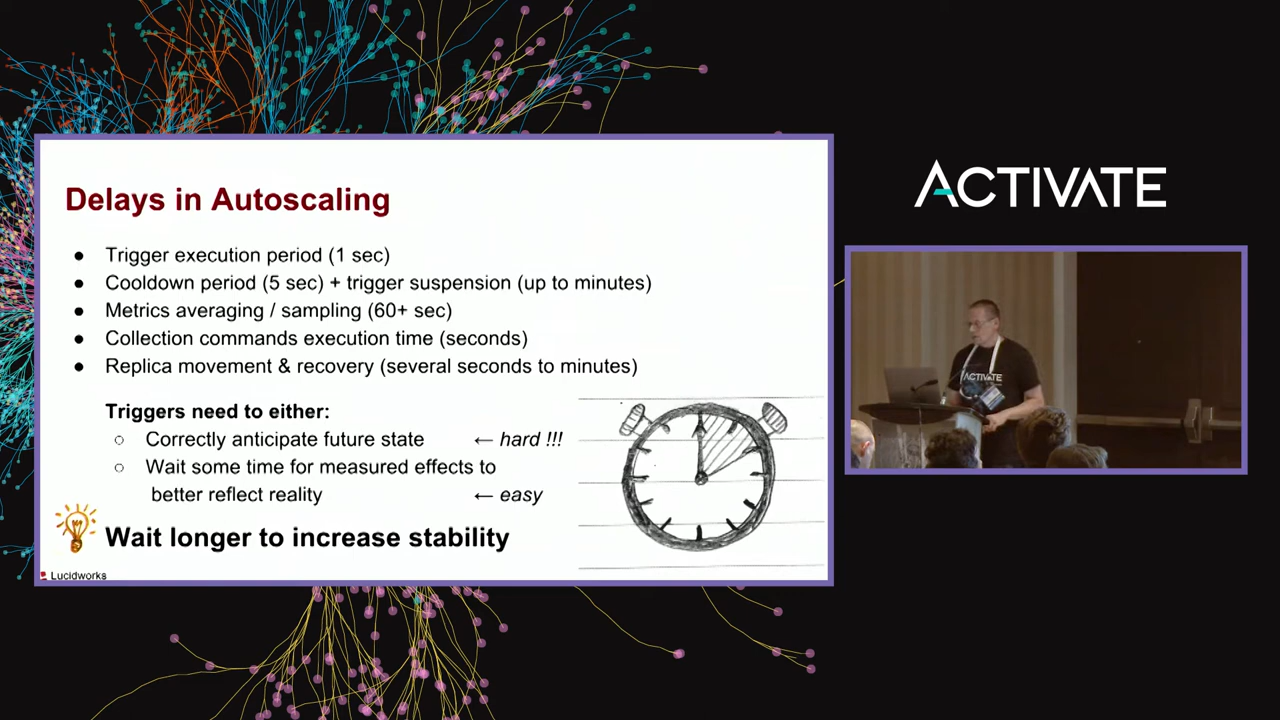 Delays in Autoscaling
● Trigger execution period (1 sec)
● Cooldown period (5 sec) + trigger suspension (up to minutes)
● Metrics averaging / sampling (60+ sec)
● Collection commands execution time (seconds)
● Replica movement & recovery (several seconds to minutes)
Triggers need to either:
○ Correctly anticipate future state ← hard !!!
○ Wait some time for measured effects to
better reflect reality ← easy
Wait longer to increase stability
Lucidworks
ACTIVATE
ACTIVATE